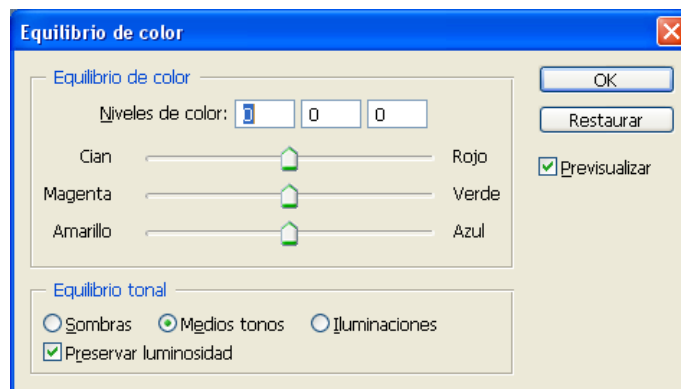 Equilibrio de color
Equilibrio de color
Niveles de color: 0 0 0
Cian Rojo
Magenta Verde
Amarillo Azul
Equilibrio tonal
Sombras Medios tonos Iluminaciones
Preservar luminosidad
OK
Restaurar
Previsualizar